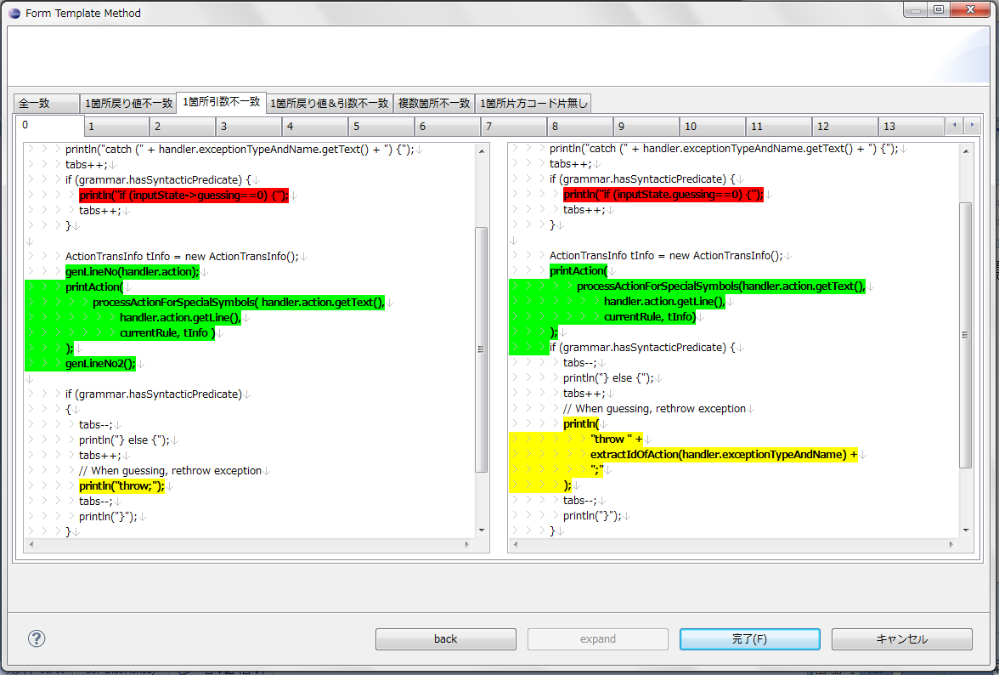 Form Template Method
全一致 1箇所戻り値不一致 1箇所引数不一致 1箇所戻り値＆引数不一致 複数箇所不一致 1箇所片方コード片無し
0 1 2 3 4 5 6 7 8 9 10 11 12 13
println("catch (" + handler.exceptionTypeAndName.getText() + ") {");
tabs++;
if (grammar.hasSyntacticPredicate) {
println("if (inputState->guessing==0) {");
tabs++;
}
ActionTransInfo tInfo = new ActionTransInfo();
genLineNo(handler.action);
printAction(
processActionForSpecialSymbols( handler.action.getText(),
handler.action.getLine(),
currentRule, tInfo )
);
genLineNo2();
if (grammar.hasSyntacticPredicate)
{
tabs--;
println("} else {");
tabs++;
// When guessing, rethrow exception
println("throw;");
tabs--;
println("}");
}
println("catch (" + handler.exceptionTypeAndName.getText() + ") {");
tabs++;
if (grammar.hasSyntacticPredicate) {
println("if (inputState.guessing==0) {");
tabs++;
}
ActionTransInfo tInfo = new ActionTransInfo();
printAction(
processActionForSpecialSymbols(handler.action.getText(),
handler.action.getLine(),
currentRule, tInfo)
);
if (grammar.hasSyntacticPredicate) {
tabs--;
println("} else {");
tabs++;
// When guessing, rethrow exception
println(
"throw " +
extractIdOfAction(handler.exceptionTypeAndName) +
";"
);
tabs--;
println("}");
}
back expand 完了(F) キャンセル